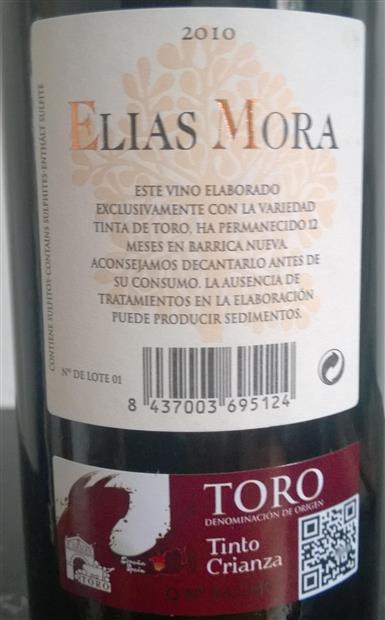 2010
ELIAS MORA
ESTE VINO ELABORADO
EXCLUSIVAMENTE CON LA VARIEDAD
TINTA DE TORO, HA PERMANECIDO 12
MESES EN BARRICA NUEVA.
ACONSEJAMOS DECANTARLO ANTES DE
SU CONSUMO. LA AUSENCIA DE
TRATAMIENTOS EN LA ELABORACIÓN
PUEDE PRODUCIR SEDIMENTOS.
CONTIENE SULFITOS-CONTAINS SULPHITES-ENTHÄLT SULFITE
Nº DE LOTE 01
8 437003 695124
TORO
DENOMINACIÓN DE ORIGEN
Tinto
Crianza
TORO